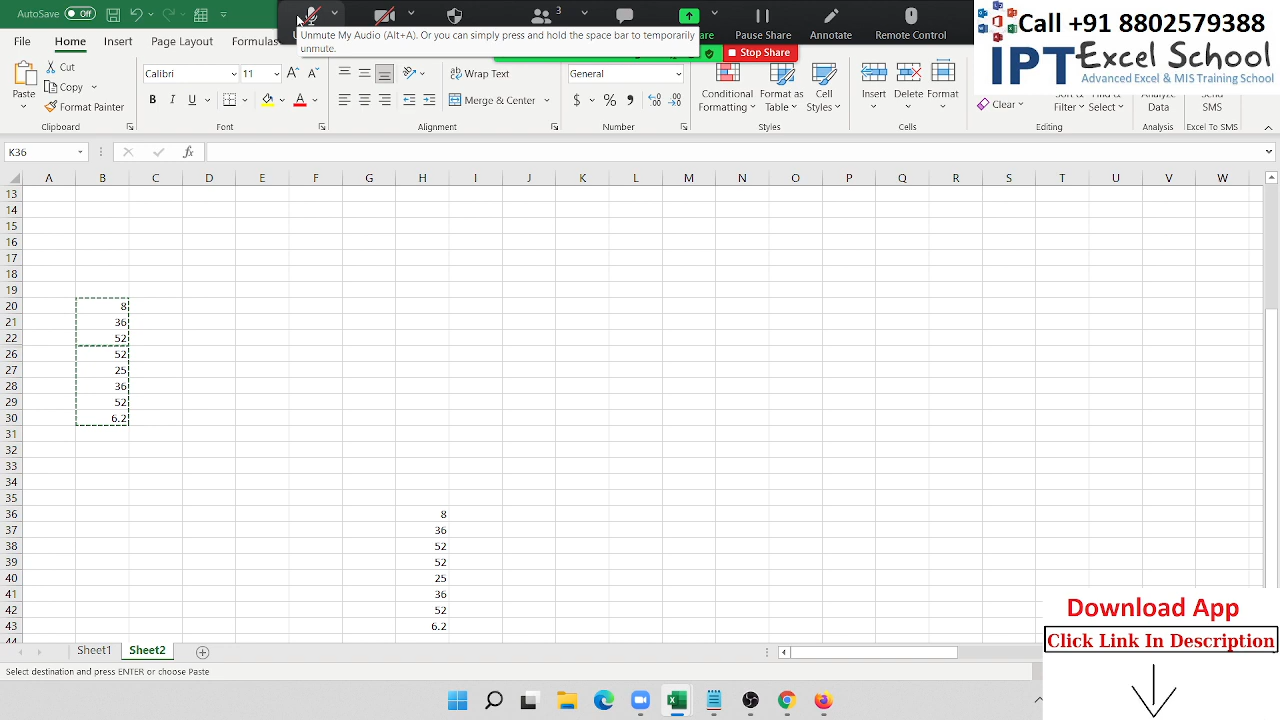 AutoSave Off
3
Pause Share
Annotate
Remote Control
Mute My Audio (Alt+A). Or you can simply press and hold the space bar to temporarily
unmute.
Stop Share
Call +91 8802579388
IPT Excel School
Advanced Excel & MIS Training School
File Home Insert Page Layout Formulas
Paste
Cut
Copy
Format Painter
Clipboard
Calibri 11
B I U
Font
Wrap Text
Merge & Center
Alignment
General
$ % 9
Number
Conditional Formatting
Format as Table
Cell Styles
Styles
Insert Delete Format
Cells
Clear
Filter Select
Editing
Analyze Data
Analysis
Send SMS
Excel To SMS
K36
fx
A B C D E F G H I J K L M N O P Q R S T U V W
13
14
15
16
17
18
19
20 8
21 36
22 52
26 52
27 25
28 36
29 52
30 6.2
31
32
33
34
35
36 8
37 36
38 52
39 52
40 25
41 36
42 52
43 6.2
44
Sheet1 Sheet2
Select destination and press ENTER or choose Paste
Download App
Click Link In Description